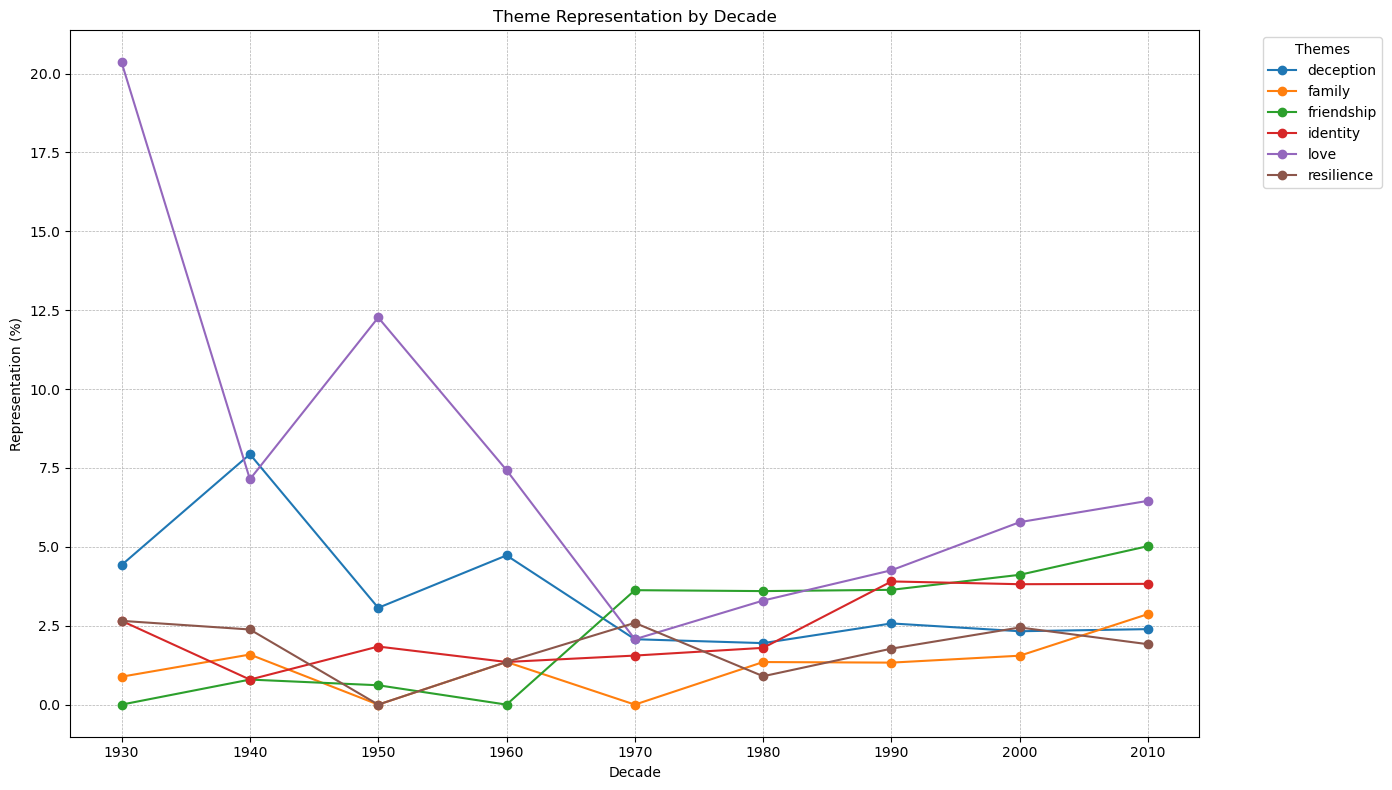 Theme Representation by Decade
Themes
deception
family
friendship
identity
love
resilience
Representation (%)
20.0
17.5
15.0
12.5
10.0
7.5
5.0
2.5
0.0
1930 1940 1950 1960 1970 1980 1990 2000 2010
Decade